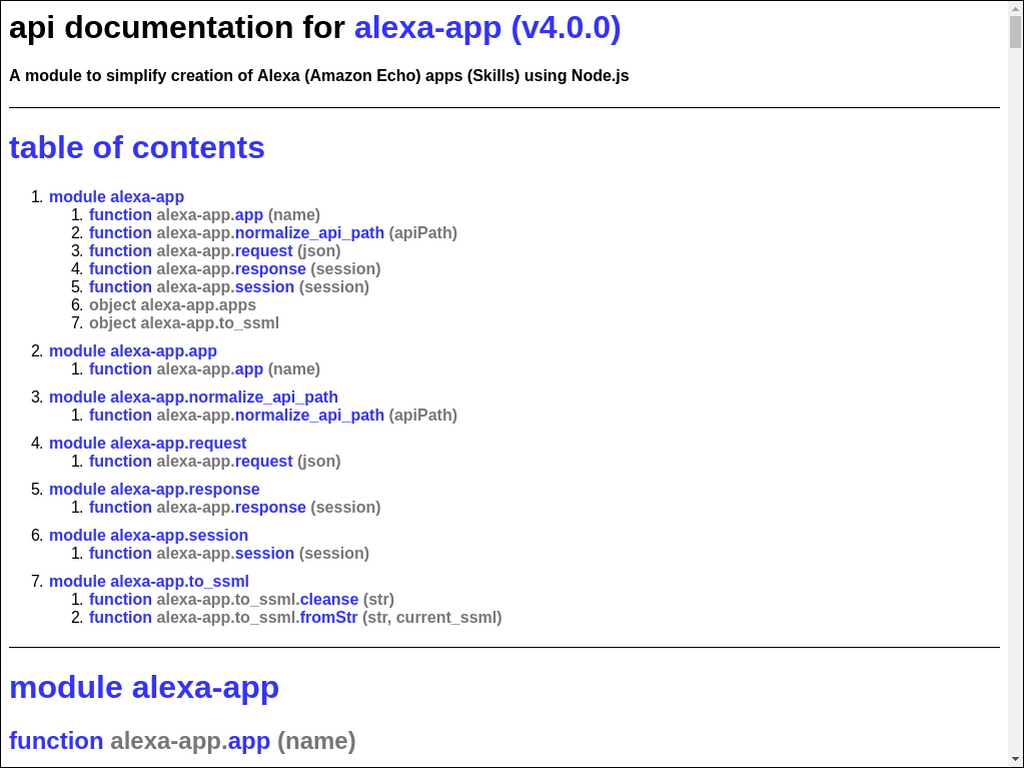 api documentation for alexa-app (v4.0.0)
A module to simplify creation of Alexa (Amazon Echo) apps (Skills) using Node.js
table of contents
1. module alexa-app
1. function alexa-app.app (name)
2. function alexa-app.normalize_api_path (apiPath)
3. function alexa-app.request (json)
4. function alexa-app.response (session)
5. function alexa-app.session (session)
6. object alexa-app.apps
7. object alexa-app.to_ssml
2. module alexa-app.app
1. function alexa-app.app (name)
3. module alexa-app.normalize_api_path
1. function alexa-app.normalize_api_path (apiPath)
4. module alexa-app.request
1. function alexa-app.request (json)
5. module alexa-app.response
1. function alexa-app.response (session)
6. module alexa-app.session
1. function alexa-app.session (session)
7. module alexa-app.to_ssml
1. function alexa-app.to_ssml.cleanse (str)
2. function alexa-app.to_ssml.fromStr (str, current_ssml)
module alexa-app
function alexa-app.app (name)